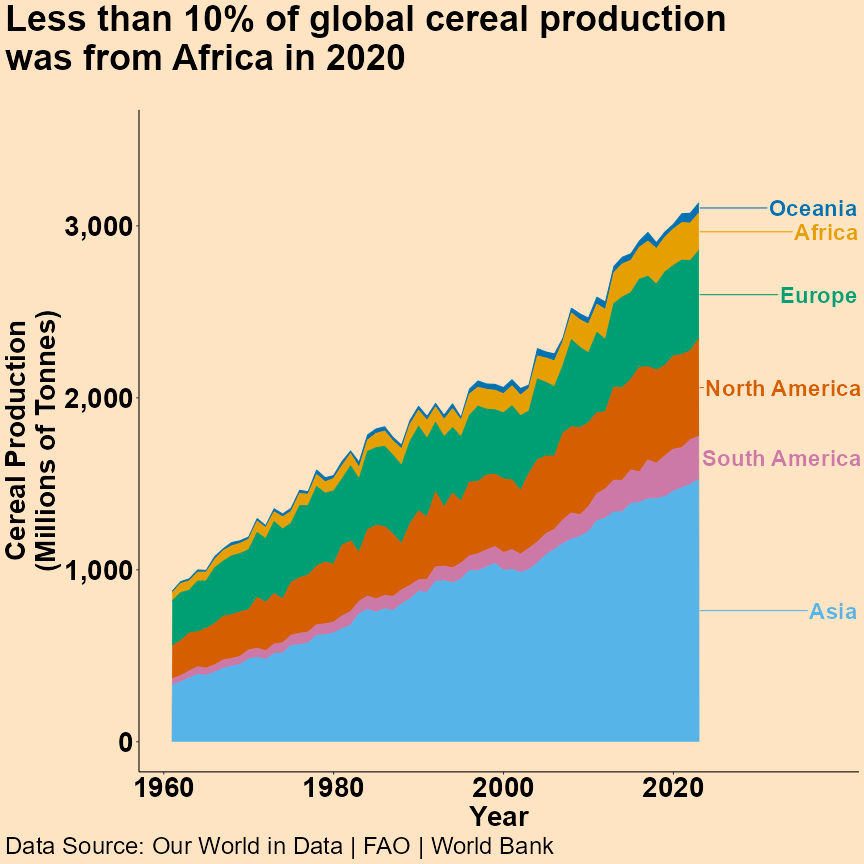 Less than 10% of global cereal production
was from Africa in 2020
Cereal Production
(Millions of Tonnes)
3,000
2,000
1,000
0
Oceania
Africa
Europe
North America
South America
Asia
1960
1980
2000
2020
Year
Data Source: Our World in Data | FAO | World Bank